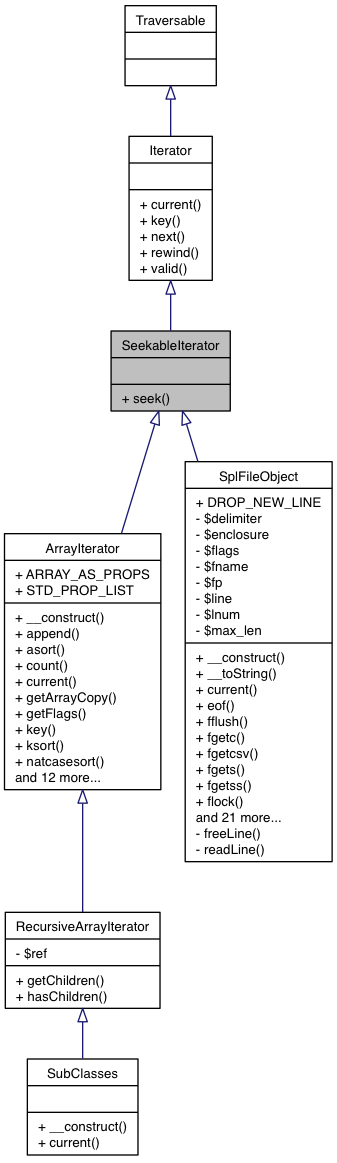 Traversable
Iterator
+ current()
+ key()
+ next()
+ rewind()
+ valid()
SeekableIterator
+ seek()
ArrayIterator
+ ARRAY_AS_PROPS
+ STD_PROP_LIST
+ __construct()
+ append()
+ asort()
+ count()
+ current()
+ getArrayCopy()
+ getFlags()
+ key()
+ ksort()
+ natcasesort()
and 12 more...
SplFileObject
+ DROP_NEW_LINE
- $delimiter
- $enclosure
- $flags
- $fname
- $fp
- $line
- $lnum
- $max_len
+ __construct()
+ __toString()
+ current()
+ eof()
+ fflush()
+ fgetc()
+ fgetcsv()
+ fgets()
+ fgetss()
+ flock()
and 21 more...
- freeLine()
- readLine()
RecursiveArrayIterator
- $ref
+ getChildren()
+ hasChildren()
SubClasses
+ __construct()
+ current()